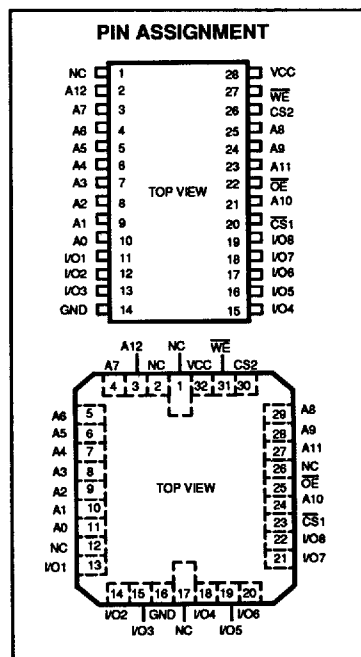 PIN ASSIGNMENT
NC 1 28 VCC
A12 2 27 W̅E̅
A7 3 26 CS2
A6 4 25 A8
A5 5 24 A9
A4 6 23 A11
A3 7 TOP VIEW 22 O̅E̅
A2 8 21 A10
A1 9 20 C̅S̅1
A0 10 19 I/O8
I/O1 11 18 I/O7
I/O2 12 17 I/O6
I/O3 13 16 I/O5
GND 14 15 I/O4
A12 NC W̅E̅
A7 NC VCC CS2
4 3 2 1 32 31 30
A6 5 29 A8
A5 6 28 A9
A4 7 27 A11
A3 8 26 NC
A2 9 TOP VIEW 25 O̅E̅
A1 10 24 A10
A0 11 23 C̅S̅1
NC 12 22 I/O8
I/O1 13 21 I/O7
14 15 16 17 18 19 20
I/O2 GND I/O4 I/O6
I/O3 NC I/O5